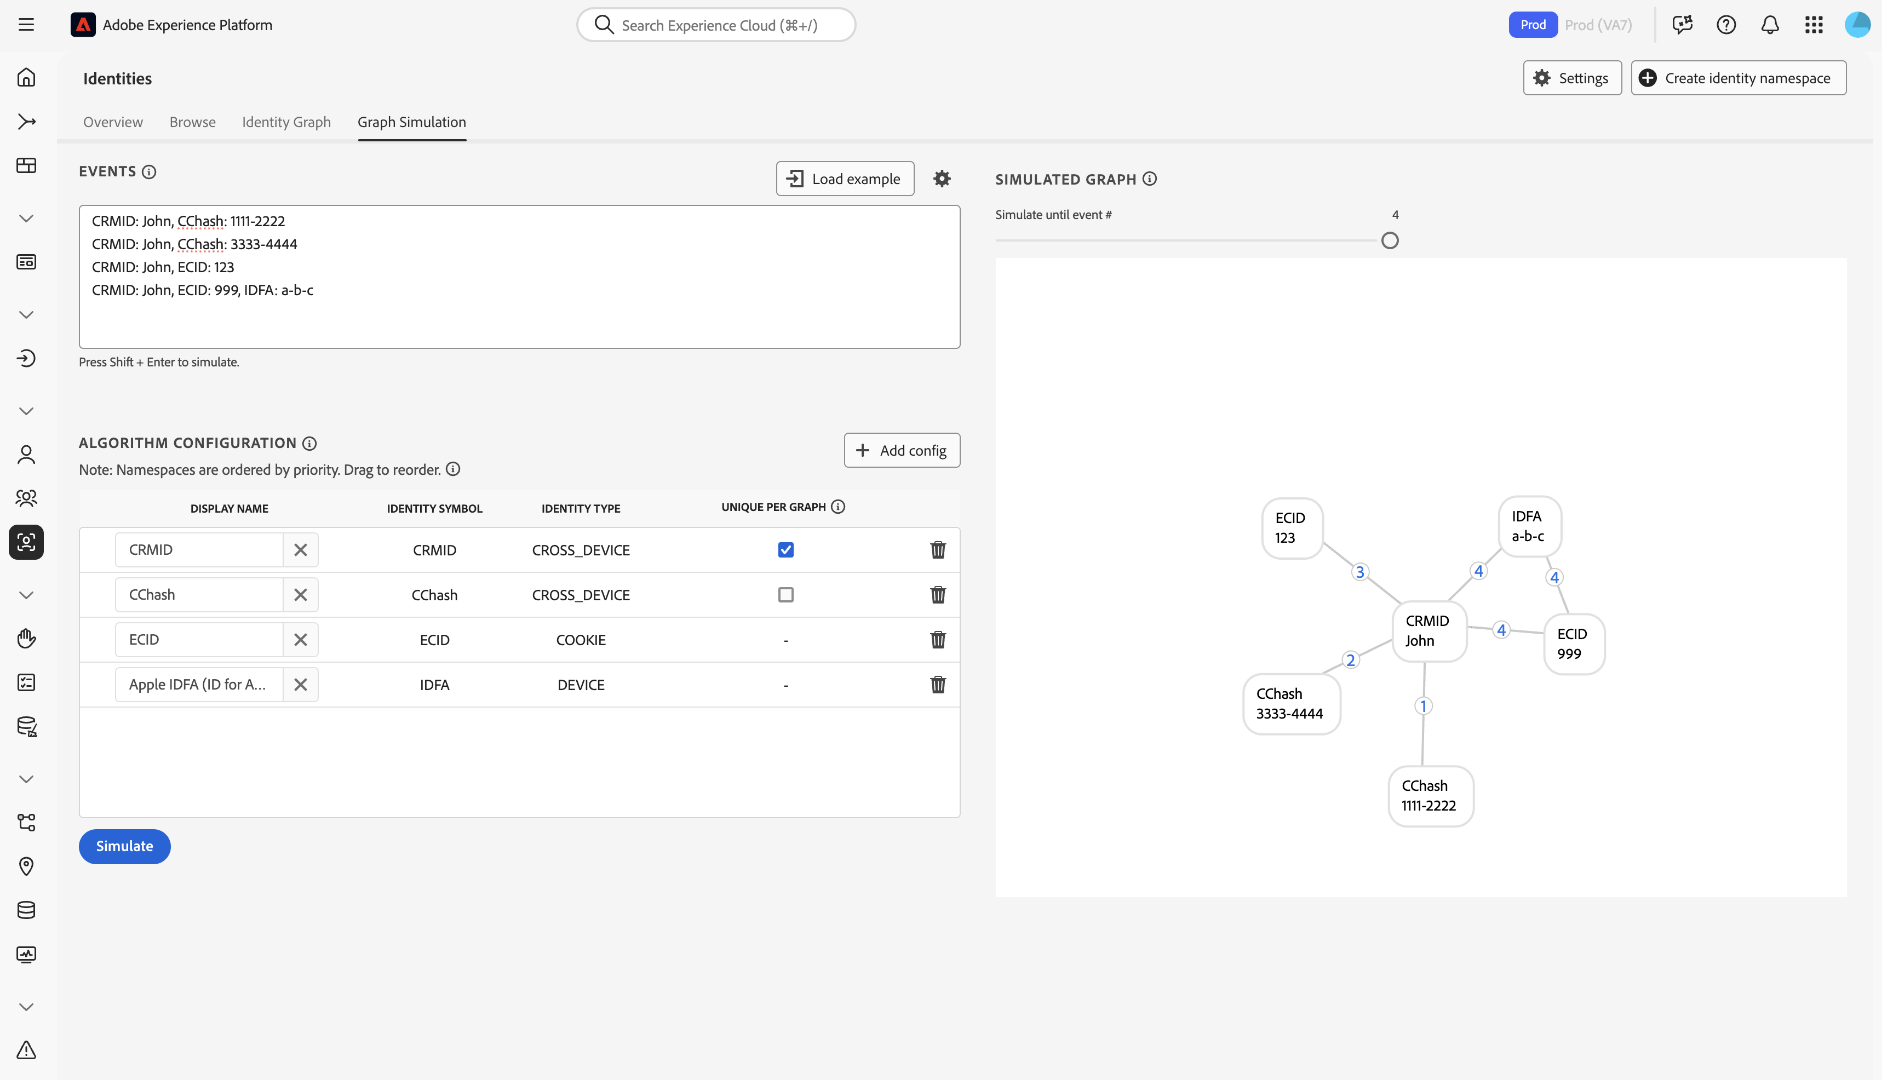 Adobe Experience Platform
Search Experience Cloud (⌘+/)
Prod
Prod (VA7)
Identities
Settings
Create identity namespace
Overview
Browse
Identity Graph
Graph Simulation
EVENTS
Load example
CRMID: John, CChash: 1111-2222
CRMID: John, CChash: 3333-4444
CRMID: John, ECID: 123
CRMID: John, ECID: 999, IDFA: a-b-c
Press Shift + Enter to simulate.
ALGORITHM CONFIGURATION
Note: Namespaces are ordered by priority. Drag to reorder.
Add config
DISPLAY NAME IDENTITY SYMBOL IDENTITY TYPE UNIQUE PER GRAPH
CRMID CRMID CROSS_DEVICE
CChash CChash CROSS_DEVICE
ECID ECID COOKIE -
Apple IDFA (ID for A... IDFA DEVICE -
Simulate
SIMULATED GRAPH
Simulate until event # 4
ECID
123
IDFA
a-b-c
3
4
4
CRMID
John
4
ECID
999
2
CChash
3333-4444
1
CChash
1111-2222